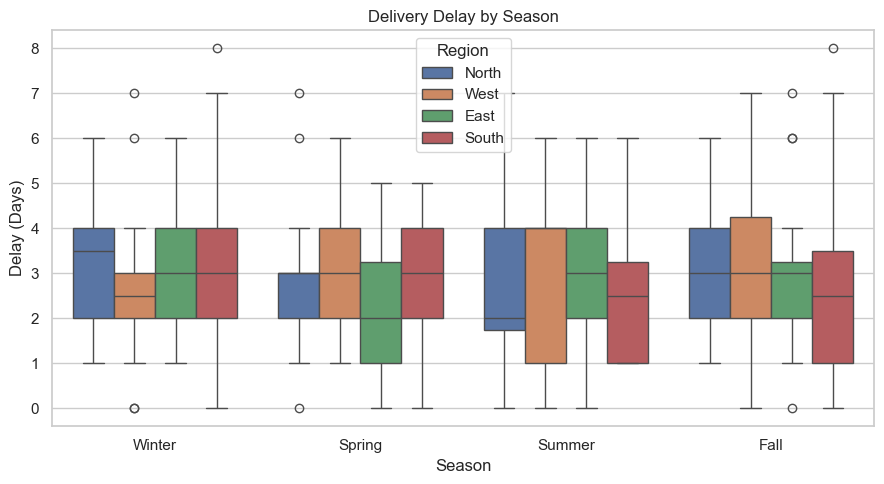 Delivery Delay by Season
Delay (Days)
8
7
6
5
4
3
2
1
0
Region
North
West
East
South
Winter Spring Summer Fall
Season